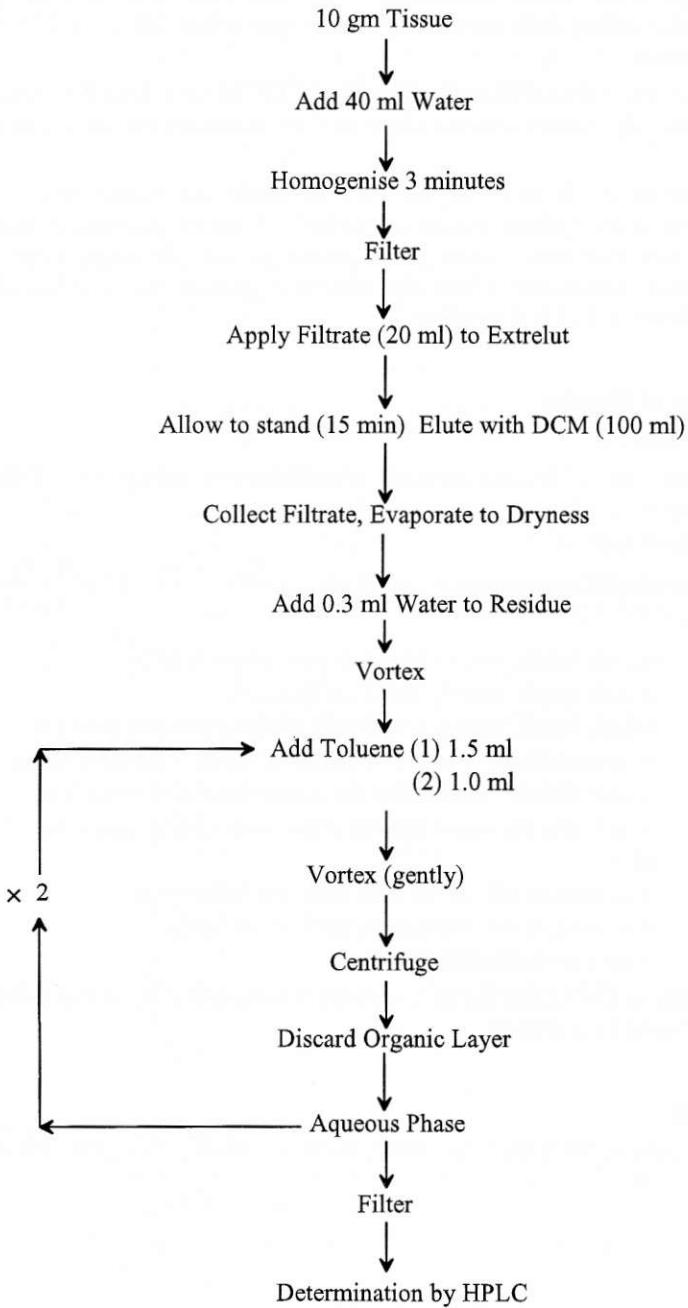 10 gm Tissue
Add 40 ml Water
Homogenise 3 minutes
Filter
Apply Filtrate (20 ml) to Extrelut
Allow to stand (15 min) Elute with DCM (100 ml)
Collect Filtrate, Evaporate to Dryness
Add 0.3 ml Water to Residue
Vortex
Add Toluene (1) 1.5 ml
(2) 1.0 ml
Vortex (gently)
× 2
Centrifuge
Discard Organic Layer
Aqueous Phase
Filter
Determination by HPLC